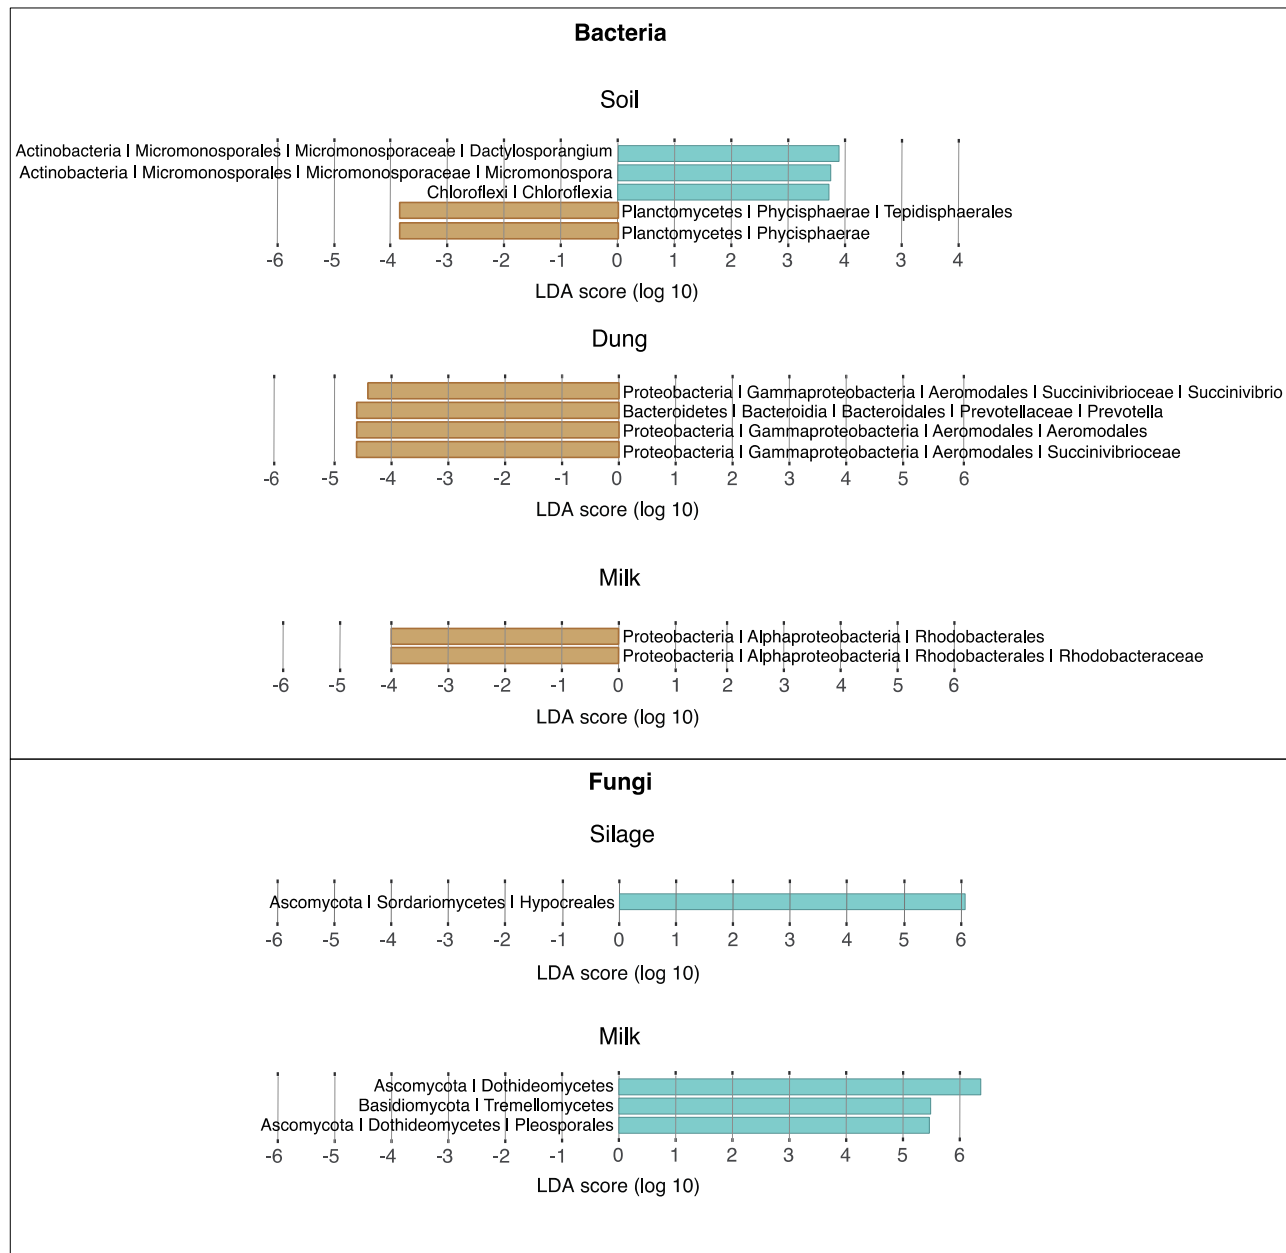 Bacteria
Soil
Actinobacteria I Micromonosporales I Micromonosporaceae I Dactylosporangium
Actinobacteria I Micromonosporales I Micromonosporaceae I Micromonospora
Chloroflexi I Chloroflexia
Planctomycetes I Phycisphaerae I Tepidisphaerales
Planctomycetes I Phycisphaerae
-6 -5 -4 -3 -2 -1 0 1 2 3 4 3 4
LDA score (log 10)
Dung
Proteobacteria I Gammaproteobacteria I Aeromodales I Succinivibrioceae I Succinivibrio
Bacteroidetes I Bacteroidia I Bacteroidales I Prevotellaceae I Prevotella
Proteobacteria I Gammaproteobacteria I Aeromodales I Aeromodales
Proteobacteria I Gammaproteobacteria I Aeromodales I Succinivibrioceae
-6 -5 -4 -3 -2 -1 0 1 2 3 4 5 6
LDA score (log 10)
Milk
Proteobacteria I Alphaproteobacteria I Rhodobacterales
Proteobacteria I Alphaproteobacteria I Rhodobacterales I Rhodobacteraceae
-6 -5 -4 -3 -2 -1 0 1 2 3 4 5 6
LDA score (log 10)
Fungi
Silage
Ascomycota I Sordariomycetes I Hypocreales
-6 -5 -4 -3 -2 -1 0 1 2 3 4 5 6
LDA score (log 10)
Milk
Ascomycota I Dothideomycetes
Basidiomycota I Tremellomycetes
Ascomycota I Dothideomycetes I Pleosporales
-6 -5 -4 -3 -2 -1 0 1 2 3 4 5 6
LDA score (log 10)